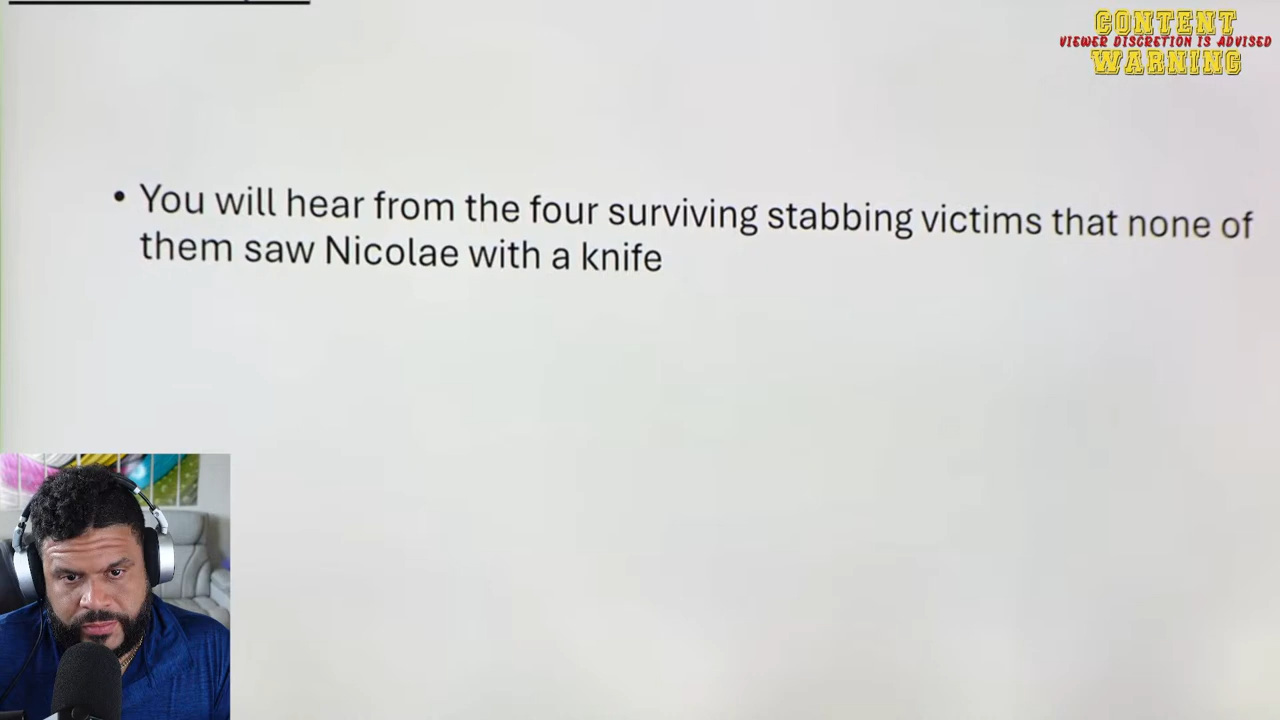 CONTENT
VIEWER DISCRETION IS ADVISED
WARNING
• You will hear from the four surviving stabbing victims that none of
them saw Nicolae with a knife